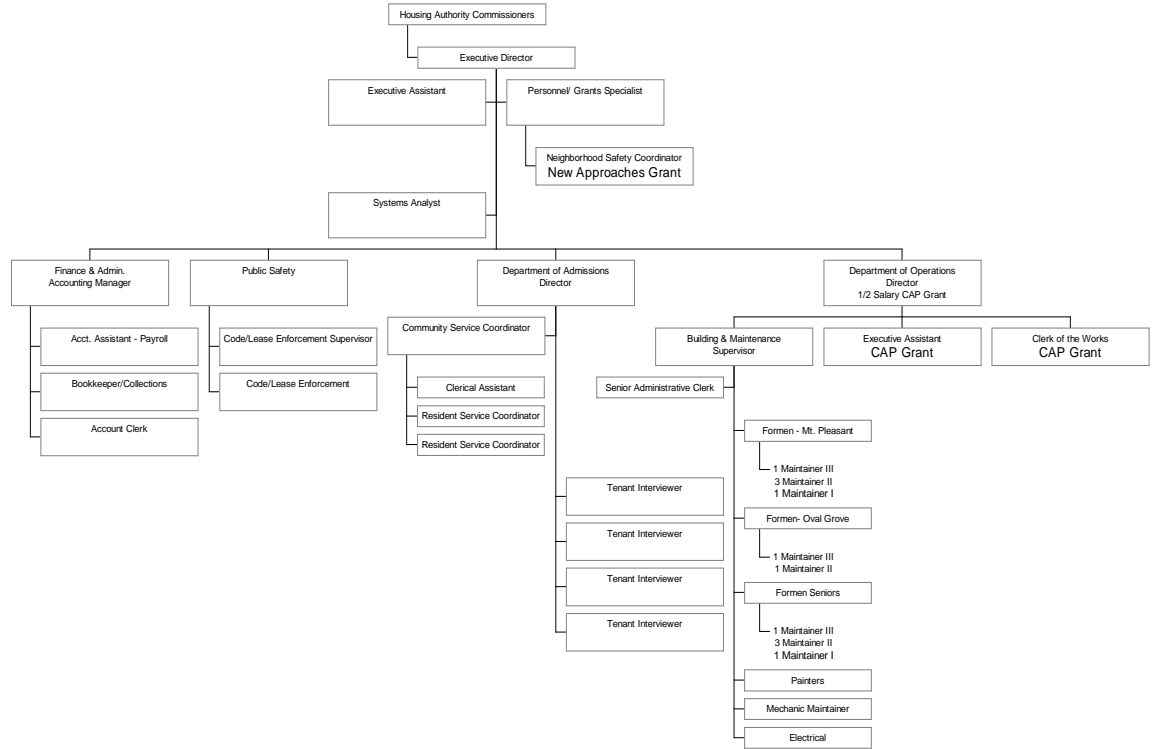 Housing Authority Commissioners
Executive Director
Executive Assistant
Personnel/ Grants Specialist
Neighborhood Safety Coordinator
New Approaches Grant
Systems Analyst
Finance & Admin.
Accounting Manager
Acct. Assistant - Payroll
Bookkeeper/Collections
Account Clerk
Public Safety
Code/Lease Enforcement Supervisor
Code/Lease Enforcement
Department of Admissions
Director
Community Service Coordinator
Clerical Assistant
Resident Service Coordinator
Resident Service Coordinator
Tenant Interviewer
Tenant Interviewer
Tenant Interviewer
Tenant Interviewer
Department of Operations
Director
1/2 Salary CAP Grant
Building & Maintenance
Supervisor
Senior Administrative Clerk
Formen - Mt. Pleasant
1 Maintainer III
3 Maintainer II
1 Maintainer I
Formen- Oval Grove
1 Maintainer III
1 Maintainer II
Formen Seniors
1 Maintainer III
3 Maintainer II
1 Maintainer I
Painters
Mechanic Maintainer
Electrical
Executive Assistant
CAP Grant
Clerk of the Works
CAP Grant